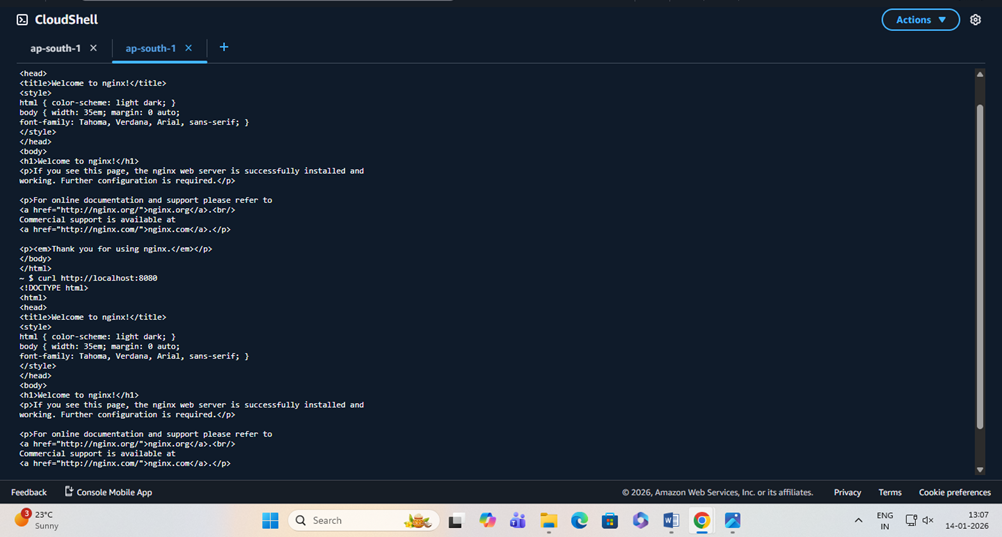 CloudShell
Actions
ap-south-1
ap-south-1
<head>
<title>Welcome to nginx!</title>
<style>
html { color-scheme: light dark; }
body { width: 35em; margin: 0 auto;
font-family: Tahoma, Verdana, Arial, sans-serif; }
</style>
</head>
<body>
<h1>Welcome to nginx!</h1>
<p>If you see this page, the nginx web server is successfully installed and
working. Further configuration is required.</p>
<p>For online documentation and support please refer to
<a href="http://nginx.org/">nginx.org</a>.<br/>
Commercial support is available at
<a href="http://nginx.com/">nginx.com</a>.</p>
<p><em>Thank you for using nginx.</em></p>
</body>
</html>
~ $ curl http://localhost:8080
<!DOCTYPE html>
<html>
<head>
<title>Welcome to nginx!</title>
<style>
html { color-scheme: light dark; }
body { width: 35em; margin: 0 auto;
font-family: Tahoma, Verdana, Arial, sans-serif; }
</style>
</head>
<body>
<h1>Welcome to nginx!</h1>
<p>If you see this page, the nginx web server is successfully installed and
working. Further configuration is required.</p>
<p>For online documentation and support please refer to
<a href="http://nginx.org/">nginx.org</a>.<br/>
Commercial support is available at
<a href="http://nginx.com/">nginx.com</a>.</p>
Feedback Console Mobile App © 2026, Amazon Web Services, Inc. or its affiliates. Privacy Terms Cookie preferences
3
23°C
Sunny
Search
ENG
IN
13:07
14-01-2026